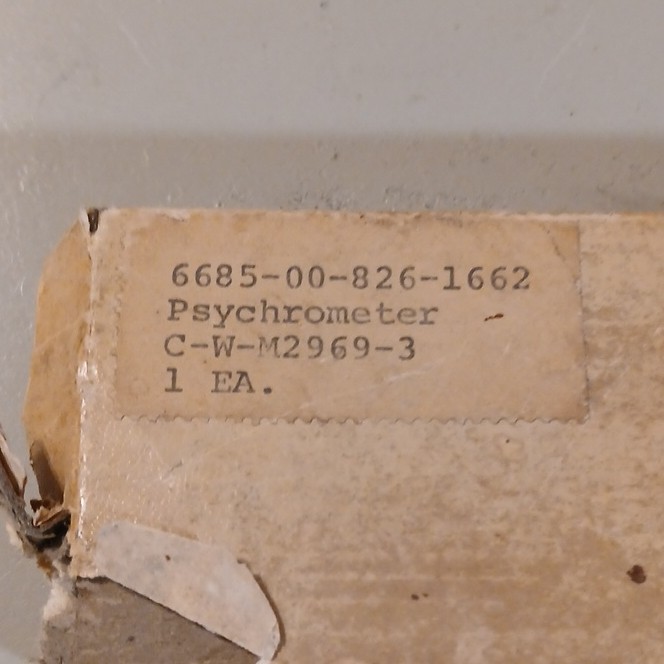 6685-00-826-1662
Psychrometer
C-W-M2969-3
1 EA.